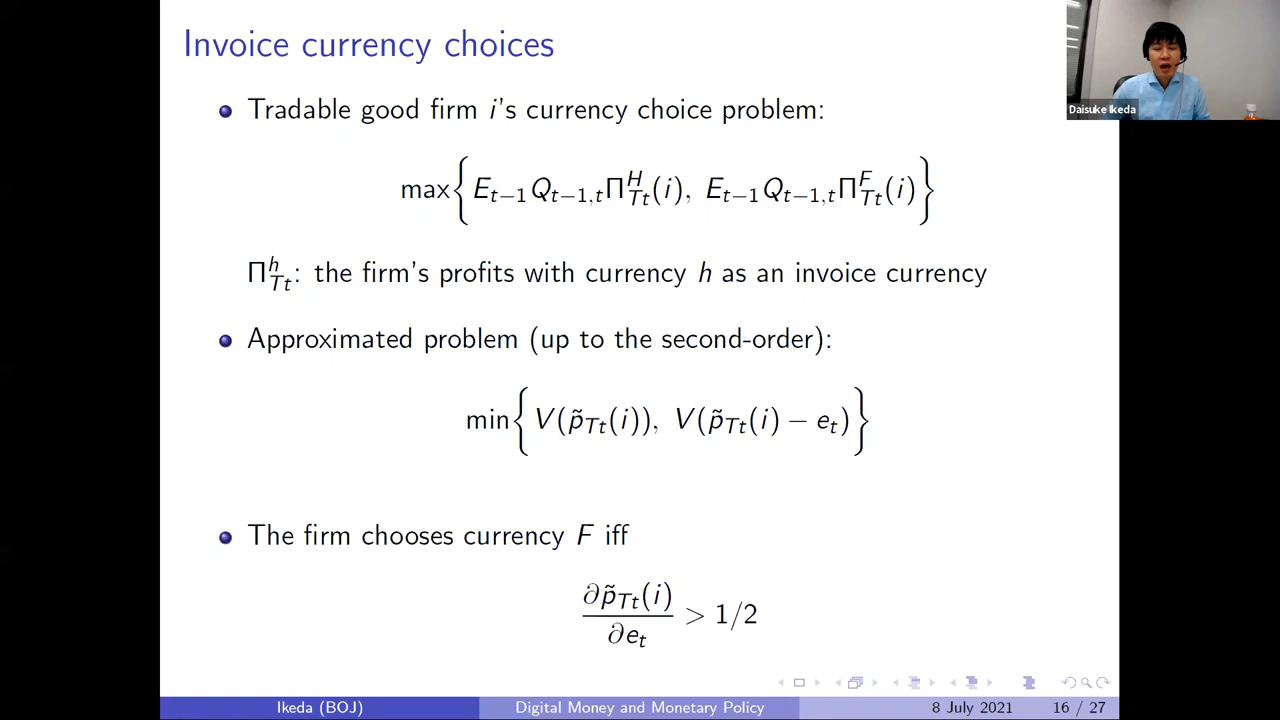 Invoice currency choices
Daisuke Ikeda
Tradable good firm i's currency choice problem:
max{E_{t−1}Q_{t−1,t}Π^H_{Tt}(i), E_{t−1}Q_{t−1,t}Π^F_{Tt}(i)}
Π^h_{Tt}: the firm's profits with currency h as an invoice currency
Approximated problem (up to the second-order):
min{V(p̃_{Tt}(i)), V(p̃_{Tt}(i) − e_t)}
The firm chooses currency F iff
∂p̃_{Tt}(i)/∂e_t > 1/2
Ikeda (BOJ) Digital Money and Monetary Policy 8 July 2021 16 / 27